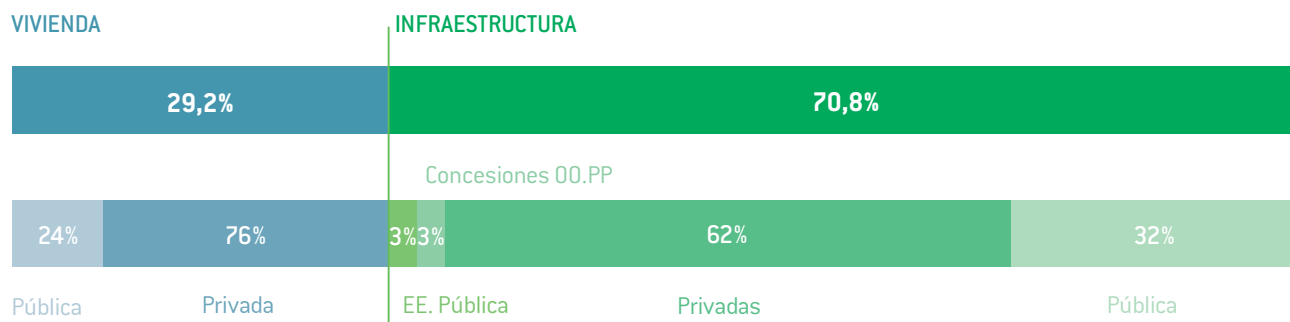 VIVIENDA
INFRAESTRUCTURA
29,2%
70,8%
Concesiones OO.PP
24%
76%
3%
3%
62%
32%
Pública
Privada
EE. Pública
Privadas
Pública